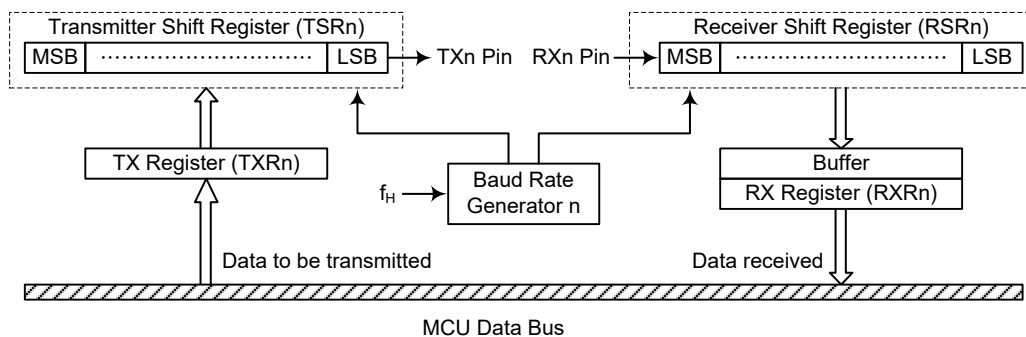 Transmitter Shift Register (TSRn)
MSB ................................ LSB
TXn Pin
RXn Pin
Receiver Shift Register (RSRn)
MSB ................................ LSB
TX Register (TXRn)
fH
Baud Rate
Generator n
Buffer
RX Register (RXRn)
Data to be transmitted
Data received
MCU Data Bus